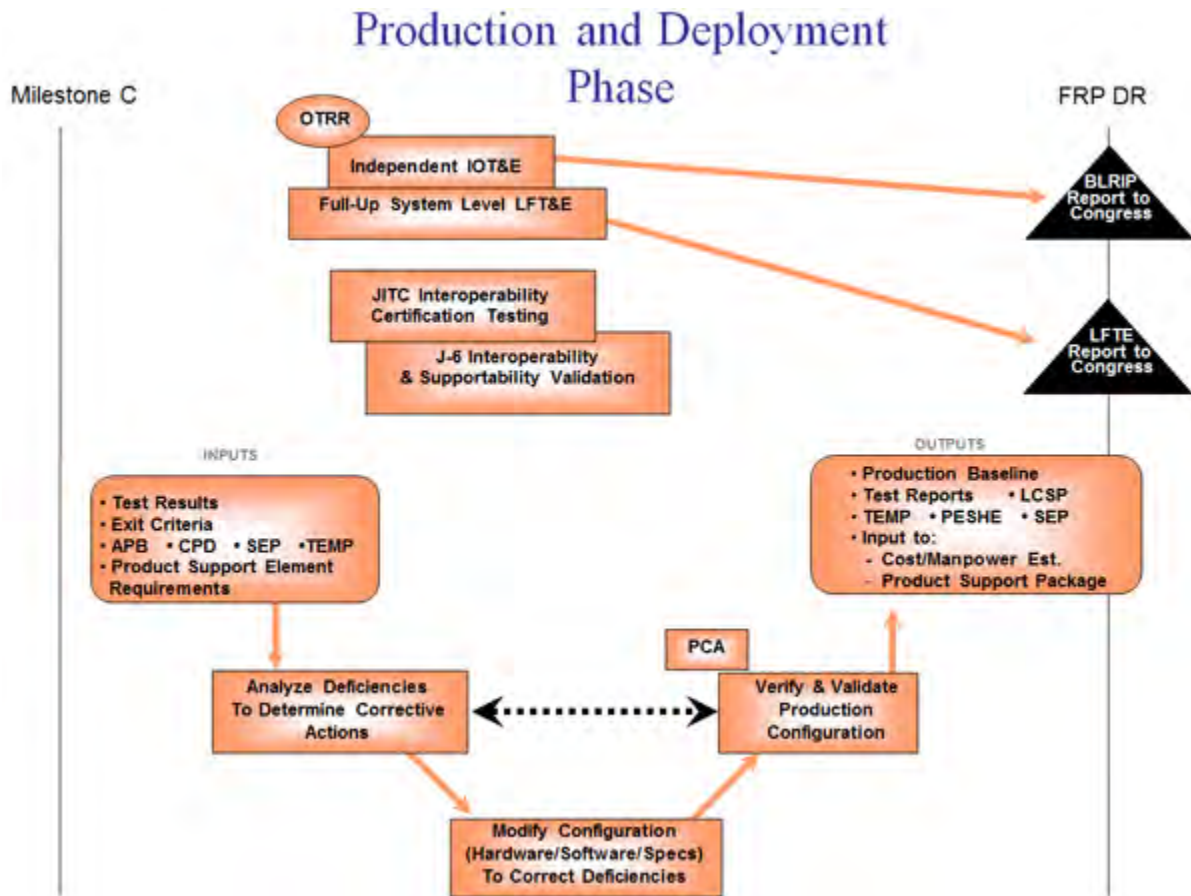 Production and Deployment
Phase
Milestone C
FRP DR
OTRR
Independent IOT&E
Full-Up System Level LFT&E
BLRIP
Report to
Congress
JITC Interoperability
Certification Testing
J-6 Interoperability
& Supportability Validation
LFTE
Report to
Congress
INPUTS
• Test Results
• Exit Criteria
• APB • CPD • SEP •TEMP
• Product Support Element
Requirements
OUTPUTS
• Production Baseline
• Test Reports • LCSP
• TEMP • PESHE • SEP
• Input to:
- Cost/Manpower Est.
- Product Support Package
Analyze Deficiencies
To Determine Corrective
Actions
PCA
Verify & Validate
Production
Configuration
Modify Configuration
(Hardware/Software/Specs)
To Correct Deficiencies